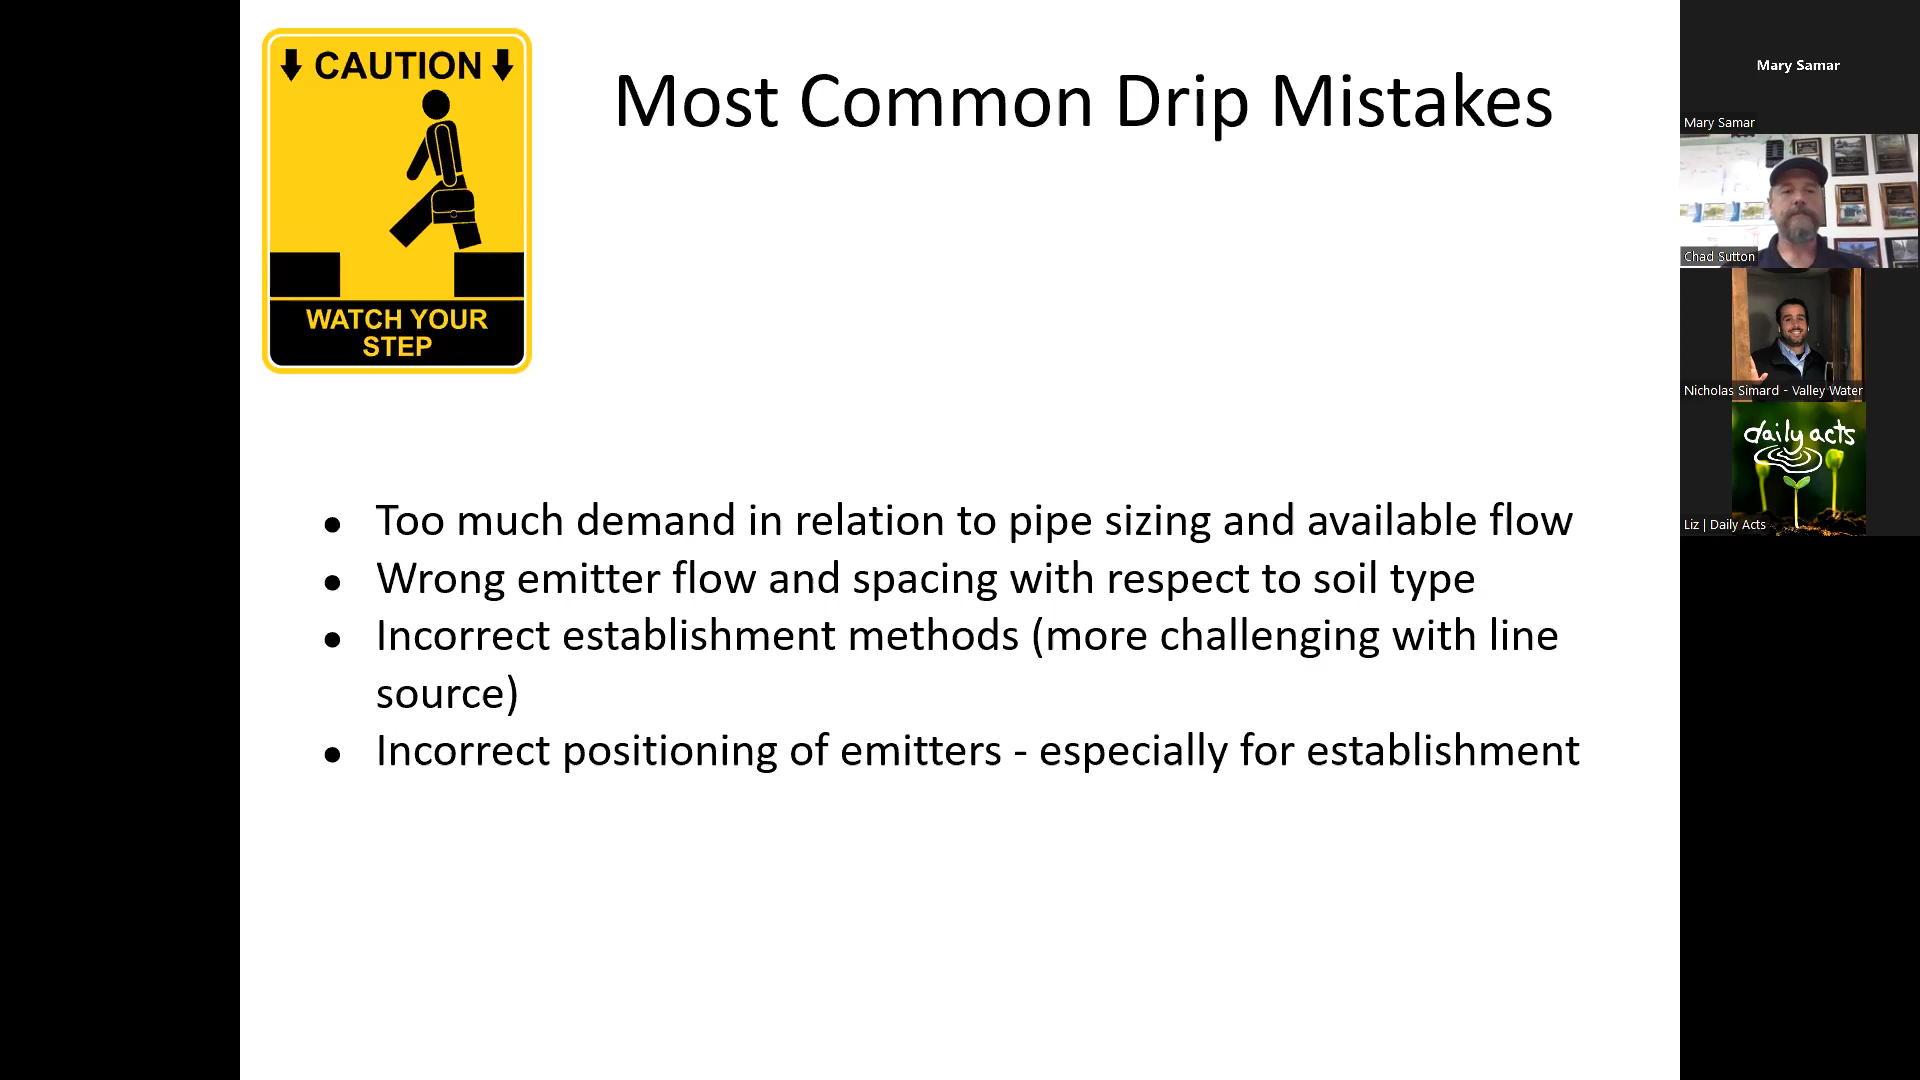 CAUTION
WATCH YOUR
STEP
Most Common Drip Mistakes
● Too much demand in relation to pipe sizing and available flow
● Wrong emitter flow and spacing with respect to soil type
● Incorrect establishment methods (more challenging with line
source)
● Incorrect positioning of emitters - especially for establishment
Mary Samar
Mary Samar
Chad Sutton
Nicholas Simard - Valley Water
daily acts
Liz | Daily Acts